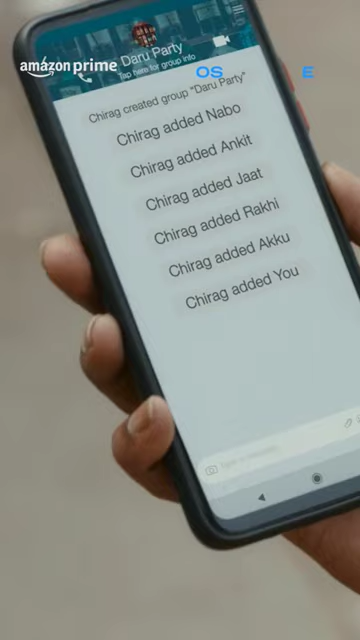 amazon prime
Daru Party
Tap here for group info
OS E
Chirag created group "Daru Party"
Chirag added Nabo
Chirag added Ankit
Chirag added Jaat
Chirag added Rakhi
Chirag added Akku
Chirag added You